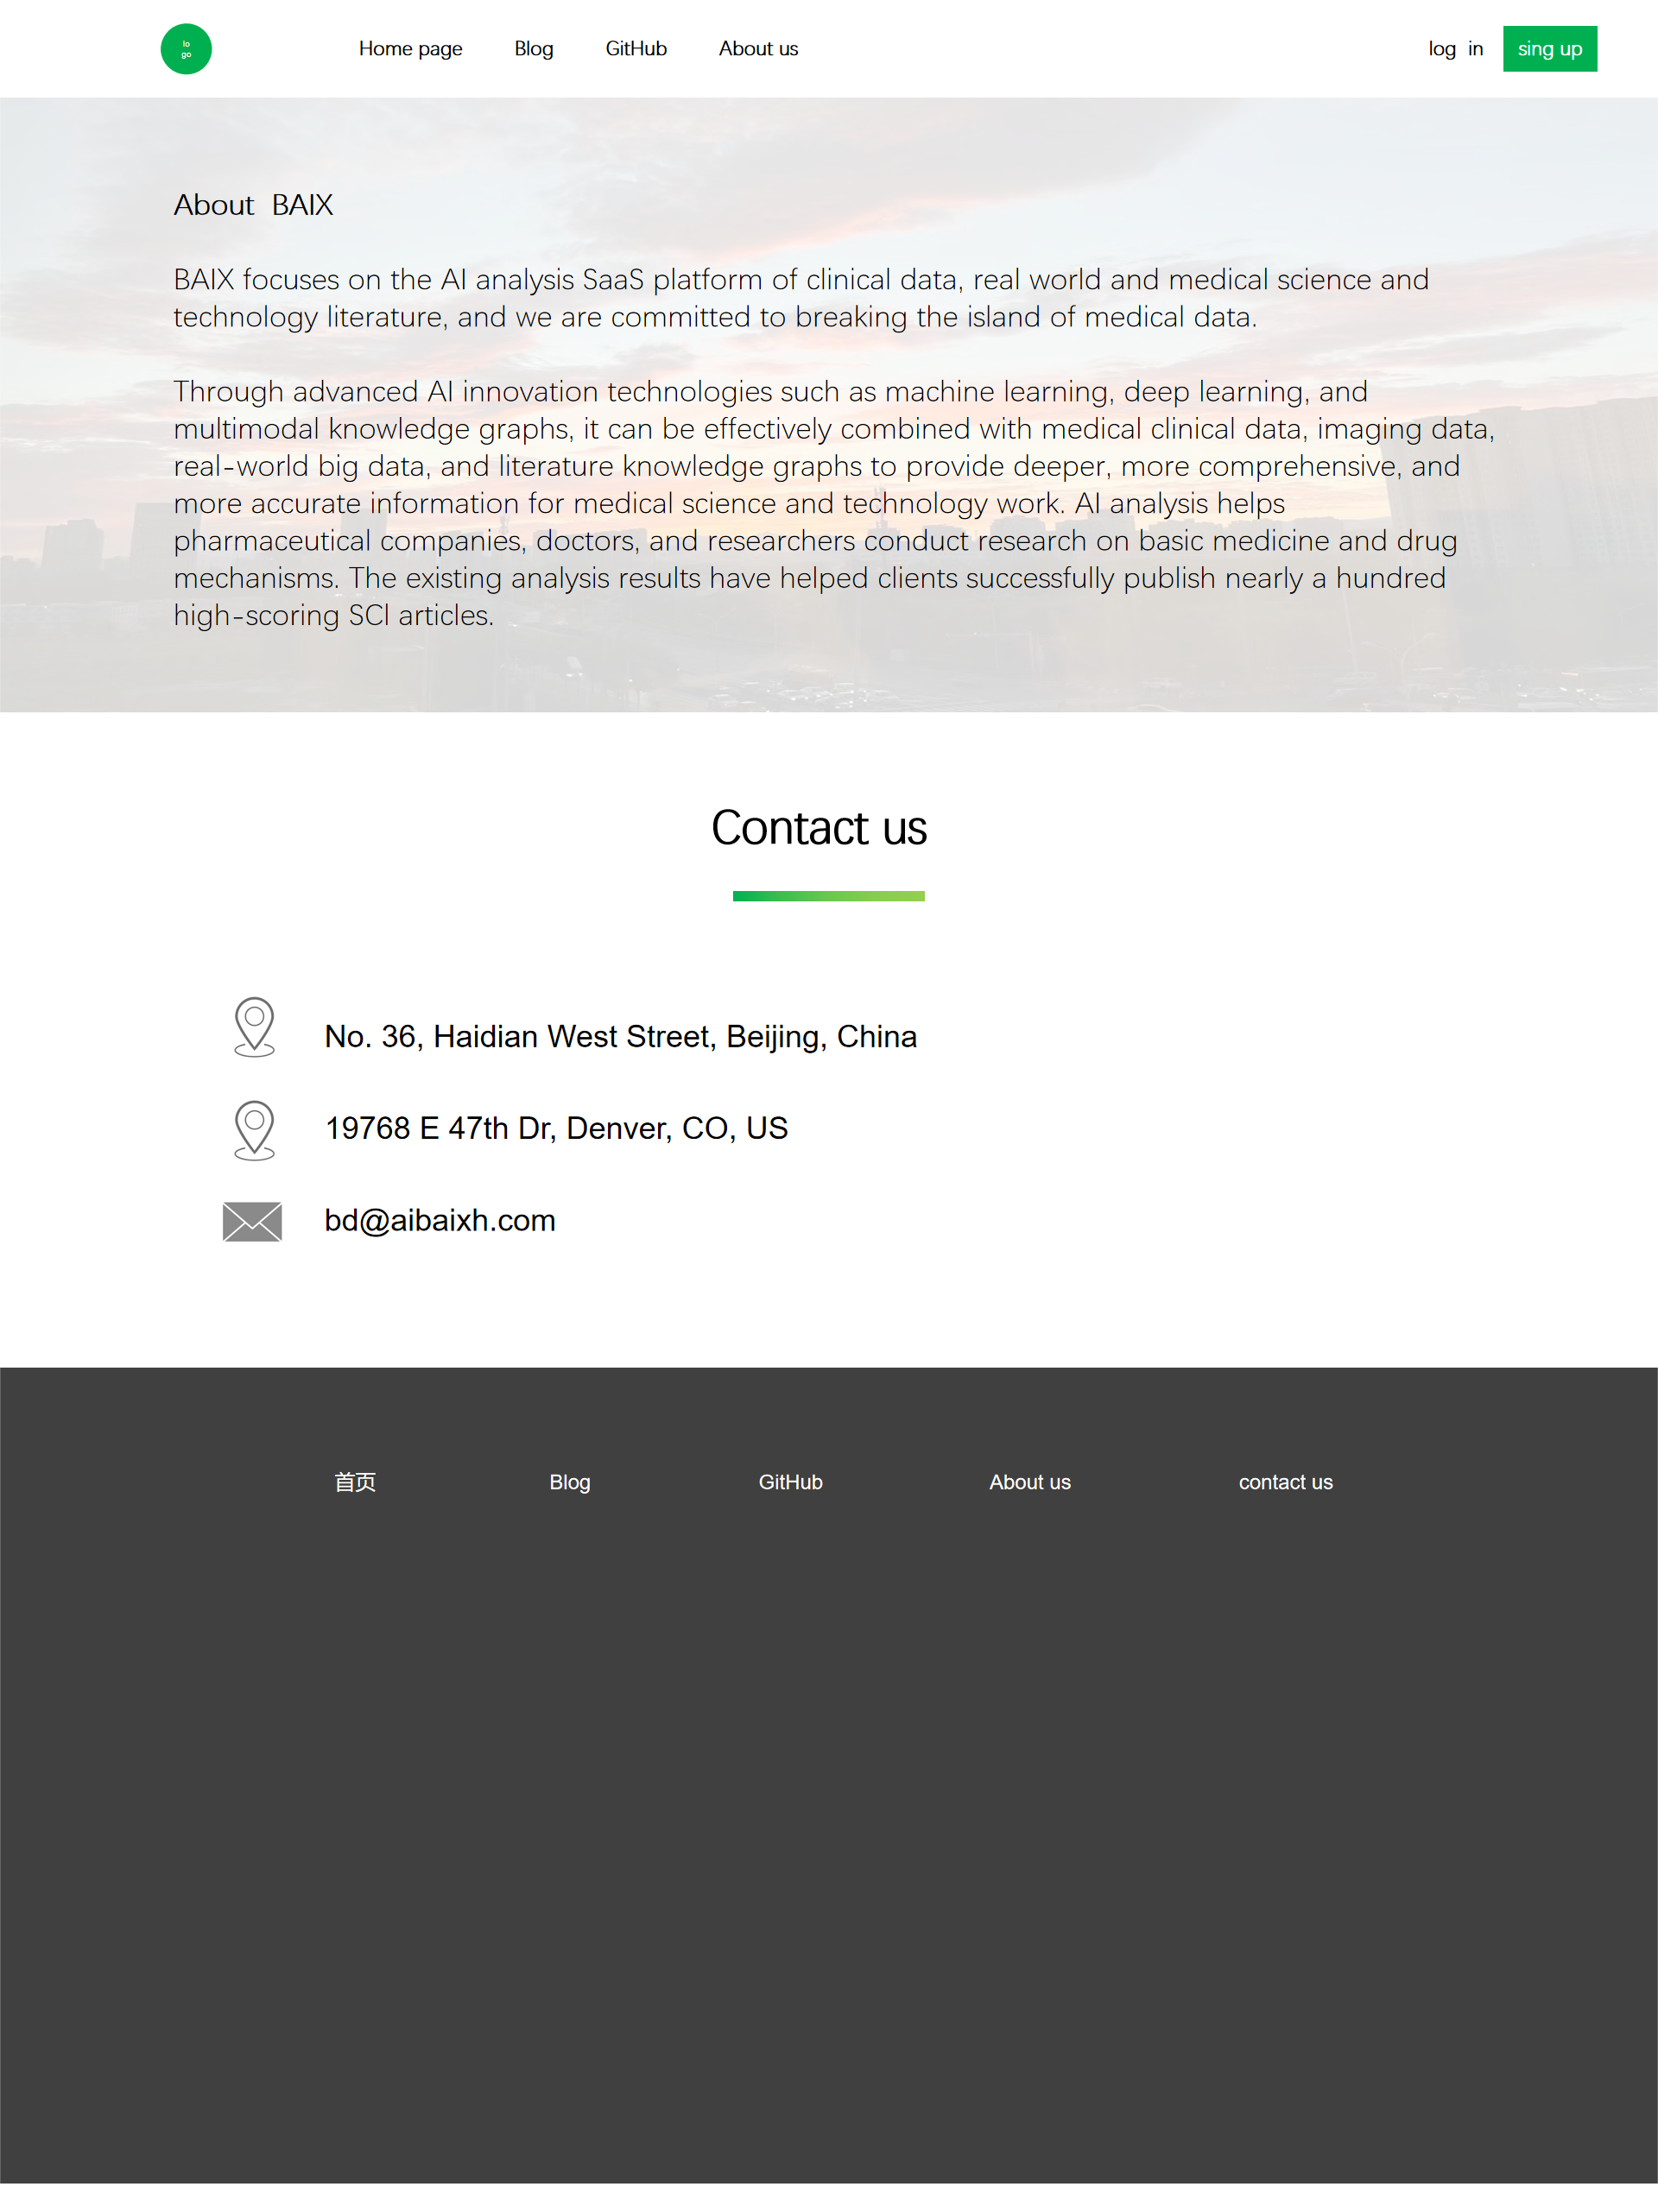 lo
go
Home page Blog GitHub About us log in sing up
About BAIX
BAIX focuses on the AI analysis SaaS platform of clinical data, real world and medical science and
technology literature, and we are committed to breaking the island of medical data.
Through advanced AI innovation technologies such as machine learning, deep learning, and
multimodal knowledge graphs, it can be effectively combined with medical clinical data, imaging data,
real-world big data, and literature knowledge graphs to provide deeper, more comprehensive, and
more accurate information for medical science and technology work. AI analysis helps
pharmaceutical companies, doctors, and researchers conduct research on basic medicine and drug
mechanisms. The existing analysis results have helped clients successfully publish nearly a hundred
high-scoring SCI articles.
Contact us
No. 36, Haidian West Street, Beijing, China
19768 E 47th Dr, Denver, CO, US
bd@aibaixh.com
首页 Blog GitHub About us contact us